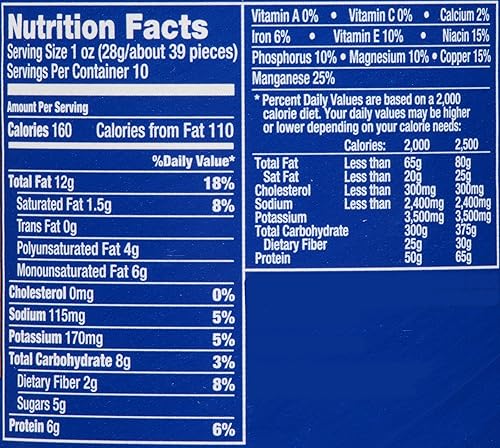 Nutrition Facts
Serving Size 1 oz (28g/about 39 pieces)
Servings Per Container 10
Amount Per Serving
Calories 160 Calories from Fat 110
%Daily Value*
Total Fat 12g 18%
Saturated Fat 1.5g 8%
Trans Fat 0g
Polyunsaturated Fat 4g
Monounsaturated Fat 6g
Cholesterol 0mg 0%
Sodium 115mg 5%
Potassium 170mg 5%
Total Carbohydrate 8g 3%
Dietary Fiber 2g 8%
Sugars 5g
Protein 6g 6%
Vitamin A 0% • Vitamin C 0% • Calcium 2%
Iron 6% • Vitamin E 10% • Niacin 15%
Phosphorus 10% • Magnesium 10% • Copper 15%
Manganese 25%
* Percent Daily Values are based on a 2,000
calorie diet. Your daily values may be higher
or lower depending on your calorie needs:
Calories: 2,000 2,500
Total Fat Less than 65g 80g
Sat Fat Less than 20g 25g
Cholesterol Less than 300mg 300mg
Sodium Less than 2,400mg 2,400mg
Potassium 3,500mg 3,500mg
Total Carbohydrate 300g 375g
Dietary Fiber 25g 30g
Protein 50g 65g